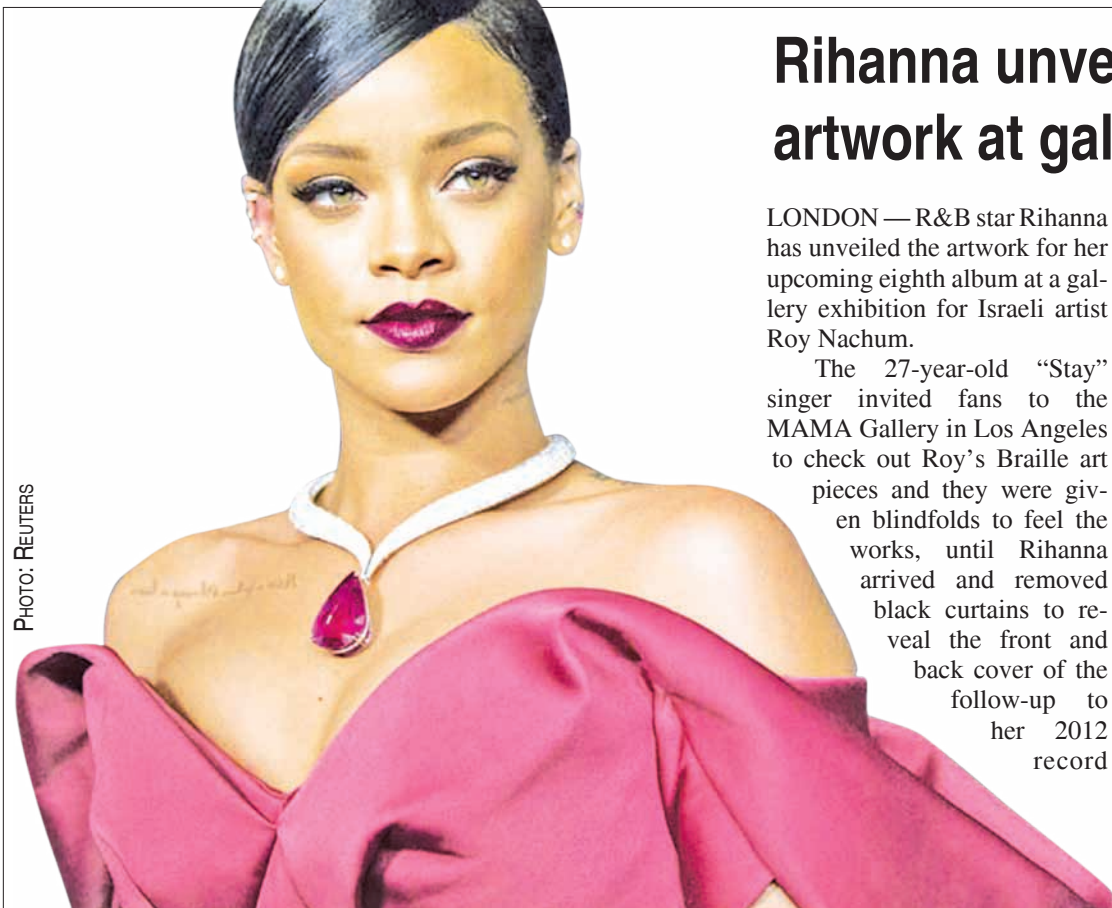 Rihanna unve
artwork at gal
LONDON — R&B star Rihanna
has unveiled the artwork for her
upcoming eighth album at a gal-
lery exhibition for Israeli artist
Roy Nachum.
The 27-year-old “Stay”
singer invited fans to the
MAMA Gallery in Los Angeles
to check out Roy’s Braille art
pieces and they were giv-
en blindfolds to feel the
works, until Rihanna
arrived and removed
black curtains to re-
veal the front and
back cover of the
follow-up to
her 2012
record
PHOTO: REUTERS